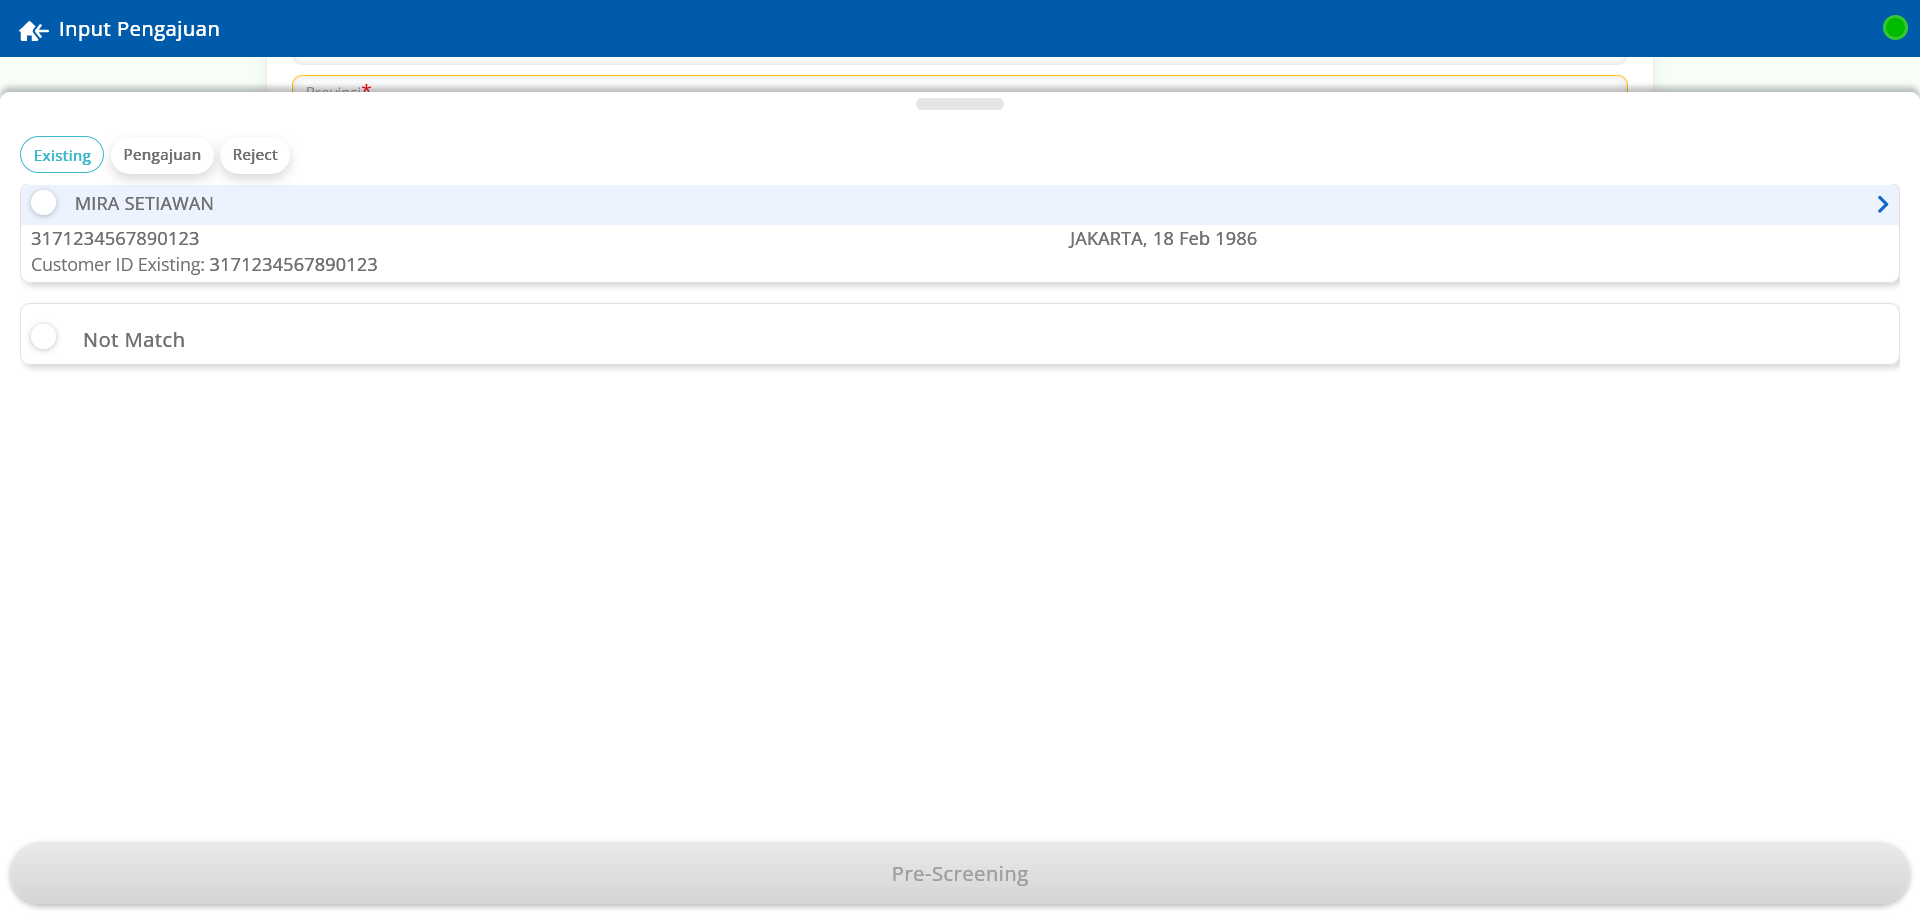 Input Pengajuan
Provinsi*
Existing Pengajuan Reject
MIRA SETIAWAN
3171234567890123 JAKARTA, 18 Feb 1986
Customer ID Existing: 3171234567890123
Not Match
Pre-Screening